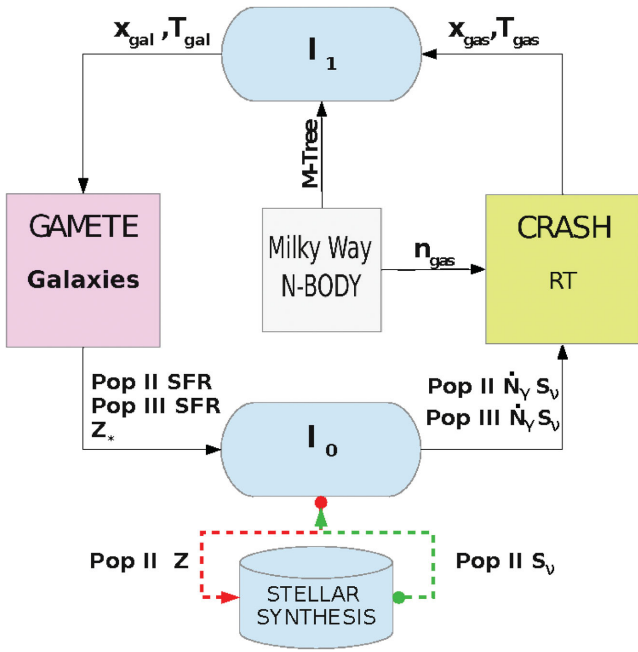 x_gal ,T_gal
I_1
x_gas,T_gas
M-Tree
GAMETE
Galaxies
Milky Way
N-BODY
n_gas
CRASH
RT
Pop II SFR
Pop III SFR
Z_*
I_0
Pop II Ṅ_γ S_ν
Pop III Ṅ_γ S_ν
Pop II Z
STELLAR
SYNTHESIS
Pop II S_ν